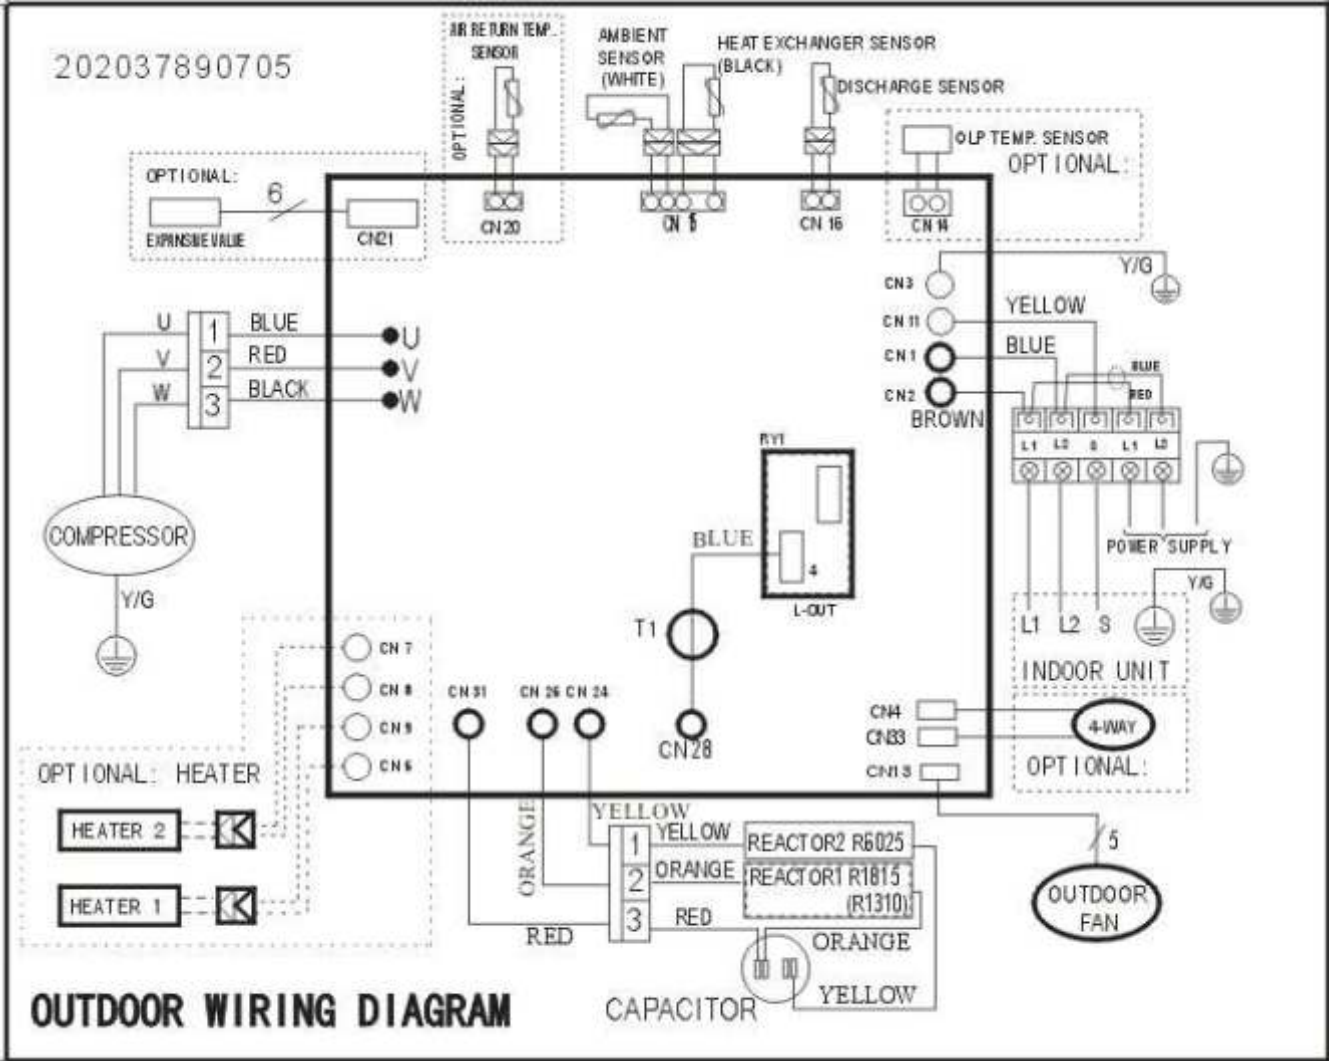 202037890705
AIR RETURN TEMP.
SENSOR
OPTIONAL:
AMBIENT
SENSOR
(WHITE)
HEAT EXCHANGER SENSOR
(BLACK)
DISCHARGE SENSOR
OLP TEMP. SENSOR
OPTIONAL:
OPTIONAL:
6
EXPANSIVE VALUE
CN21
CN20
CN 15
CN 16
CN 14
CN3
Y/G
CN 11
YELLOW
CN1
BLUE
CN2
BROWN
BLUE
RED
L1 L2 S L1 L2
POWER SUPPLY
Y/G
L1 L2 S
INDOOR UNIT
U 1 BLUE U
V 2 RED V
W 3 BLACK W
COMPRESSOR
Y/G
RY1
BLUE
4
L-OUT
T1
CN28
CN 7
CN 8
CN 9
CN 6
CN 31
CN 26
CN 24
CN4
CN33
CN13
4-WAY
OPTIONAL:
OPTIONAL: HEATER
HEATER 2
HEATER 1
ORANGE
YELLOW
RED
1 YELLOW REACTOR2 R6025
2 ORANGE REACTOR1 R1815
(R1310)
3 RED
ORANGE
YELLOW
CAPACITOR
5
OUTDOOR
FAN
OUTDOOR WIRING DIAGRAM